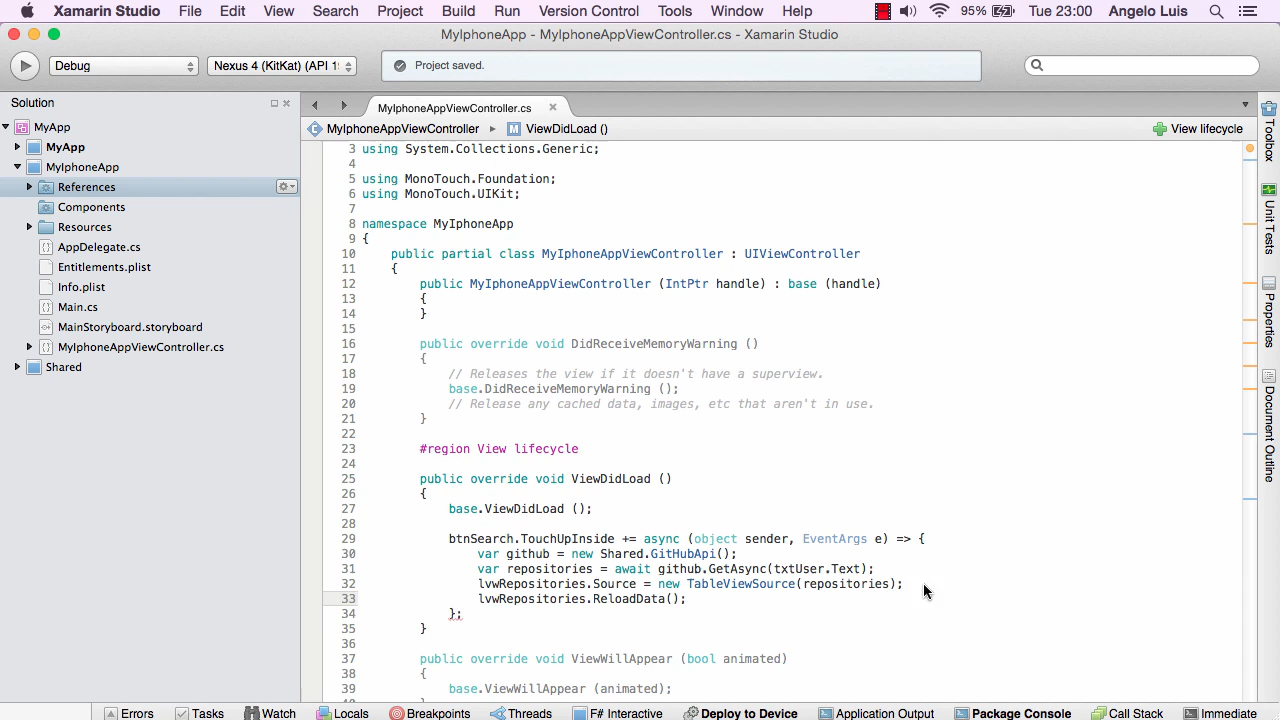 Xamarin Studio File Edit View Search Project Build Run Version Control Tools Window Help 95% Tue 23:00 Angelo Luis
MyIphoneApp - MyIphoneAppViewController.cs - Xamarin Studio
Debug Nexus 4 (KitKat) (API 1 Project saved.
Solution
MyApp
MyApp
MyIphoneApp
References
Components
Resources
AppDelegate.cs
Entitlements.plist
Info.plist
Main.cs
MainStoryboard.storyboard
MyIphoneAppViewController.cs
Shared
MyIphoneAppViewController.cs
C MyIphoneAppViewController M ViewDidLoad () View lifecycle
3 using System.Collections.Generic;
4
5 using MonoTouch.Foundation;
6 using MonoTouch.UIKit;
7
8 namespace MyIphoneApp
9 {
10 public partial class MyIphoneAppViewController : UIViewController
11 {
12 public MyIphoneAppViewController (IntPtr handle) : base (handle)
13 {
14 }
15
16 public override void DidReceiveMemoryWarning ()
17 {
18 // Releases the view if it doesn't have a superview.
19 base.DidReceiveMemoryWarning ();
20 // Release any cached data, images, etc that aren't in use.
21 }
22
23 #region View lifecycle
24
25 public override void ViewDidLoad ()
26 {
27 base.ViewDidLoad ();
28
29 btnSearch.TouchUpInside += async (object sender, EventArgs e) => {
30 var github = new Shared.GitHubApi();
31 var repositories = await github.GetAsync(txtUser.Text);
32 lvwRepositories.Source = new TableViewSource(repositories);
33 lvwRepositories.ReloadData();
34 };
35 }
36
37 public override void ViewWillAppear (bool animated)
38 {
39 base.ViewWillAppear (animated);
Toolbox
Unit Tests
Properties
Document Outline
Errors Tasks Watch Locals Breakpoints Threads F# Interactive Deploy to Device Application Output Package Console Call Stack Immediate